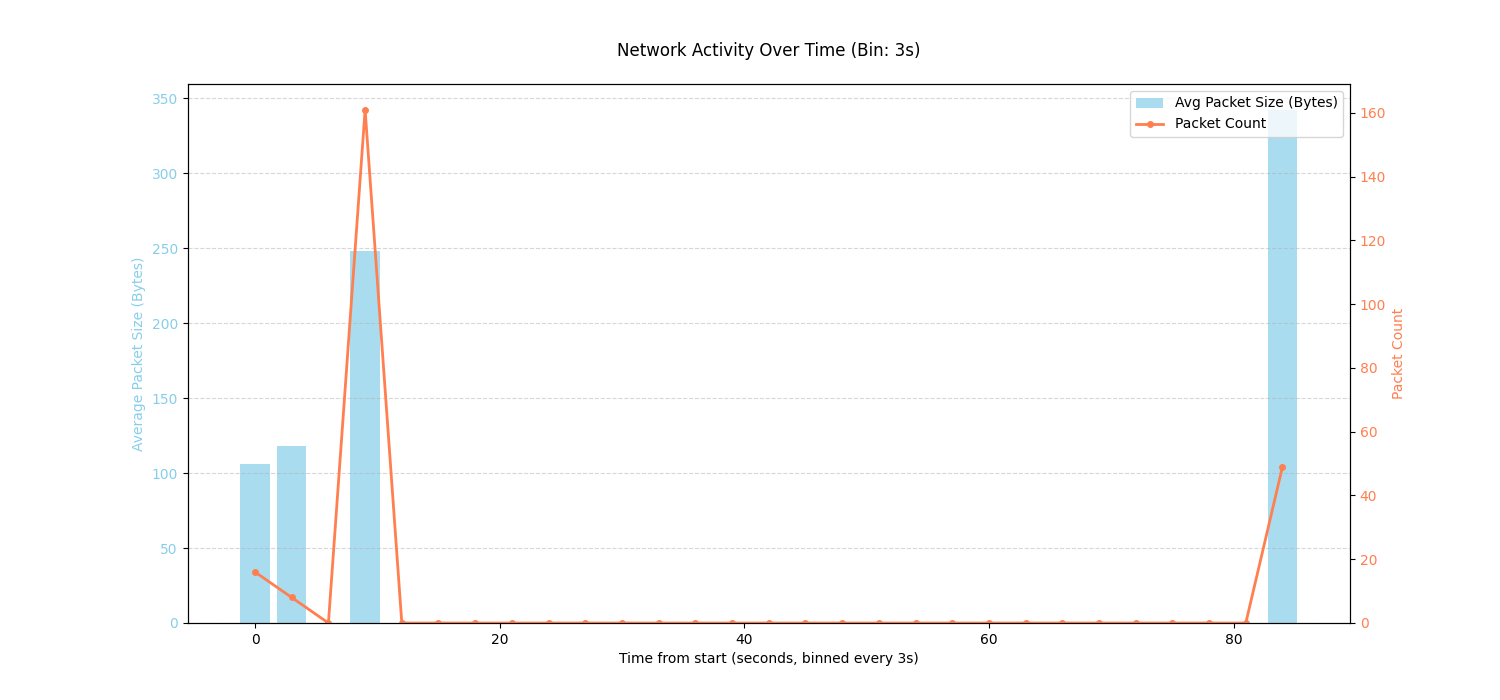 Network Activity Over Time (Bin: 3s)
Avg Packet Size (Bytes)
Packet Count
350
300
250
200
150
100
50
0
Average Packet Size (Bytes)
160
140
120
100
80
60
40
20
0
Packet Count
0 20 40 60 80
Time from start (seconds, binned every 3s)